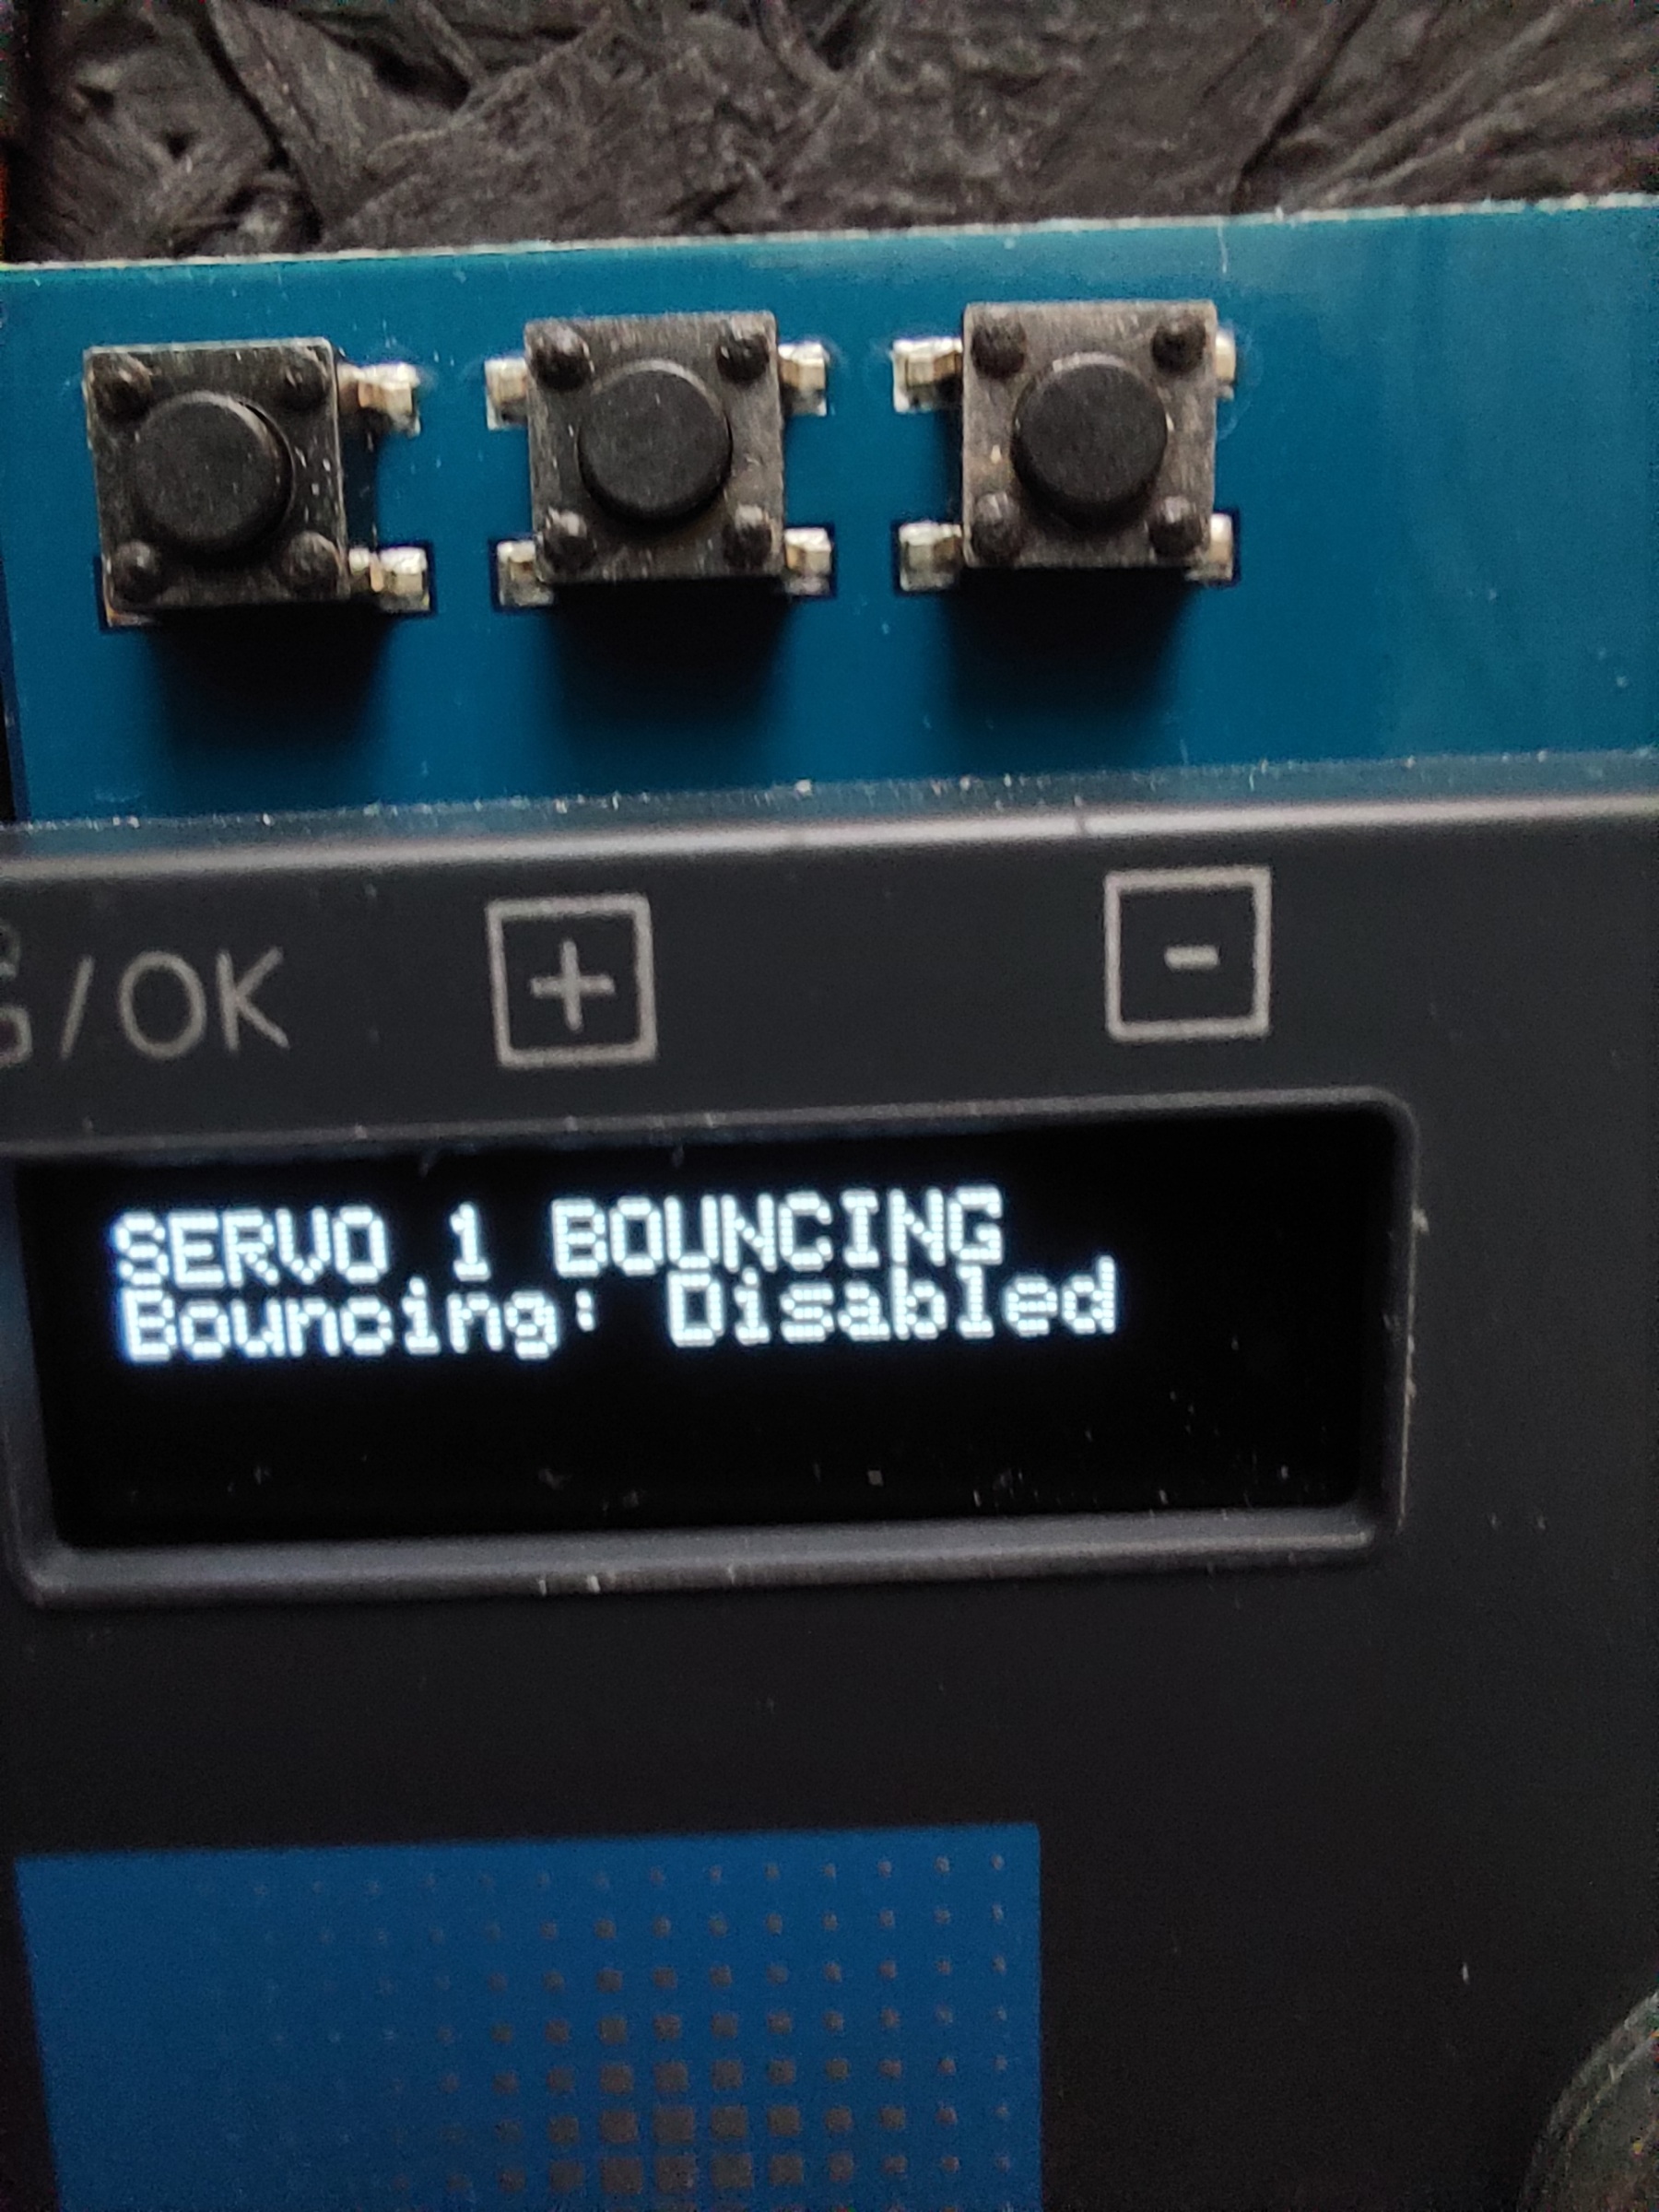 /OK + -
SERVO 1 BOUNCING
Bouncing: Disabled